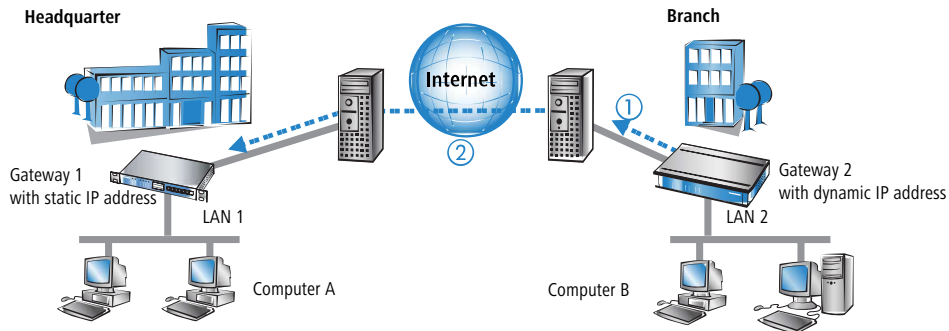 Headquarter
Branch
Internet
①
②
Gateway 1
with static IP address
Gateway 2
with dynamic IP address
LAN 1
LAN 2
Computer A
Computer B